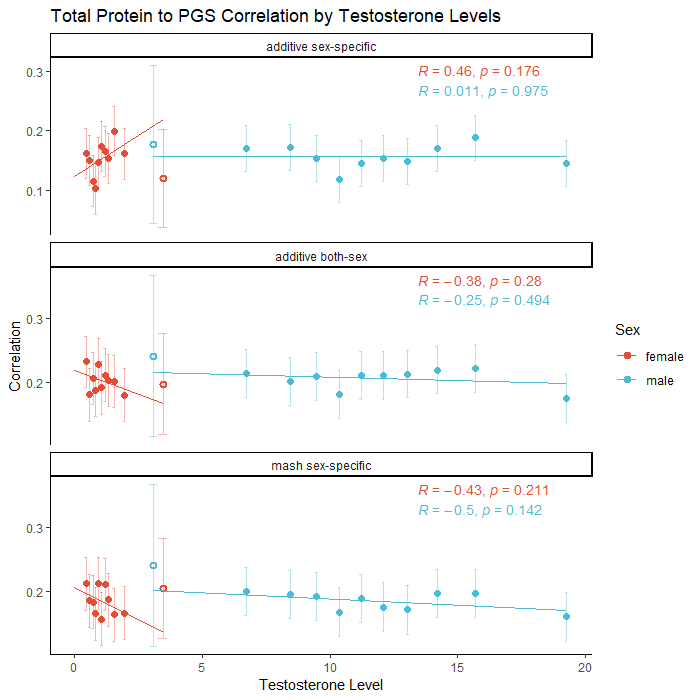 Total Protein to PGS Correlation by Testosterone Levels
additive sex-specific
R = 0.46, p = 0.176
R = 0.011, p = 0.975
0.3
0.2
0.1
additive both-sex
R = −0.38, p = 0.28
R = −0.25, p = 0.494
0.3
0.2
Correlation
Sex
female
male
mash sex-specific
R = −0.43, p = 0.211
R = −0.5, p = 0.142
0.3
0.2
0 5 10 15 20
Testosterone Level